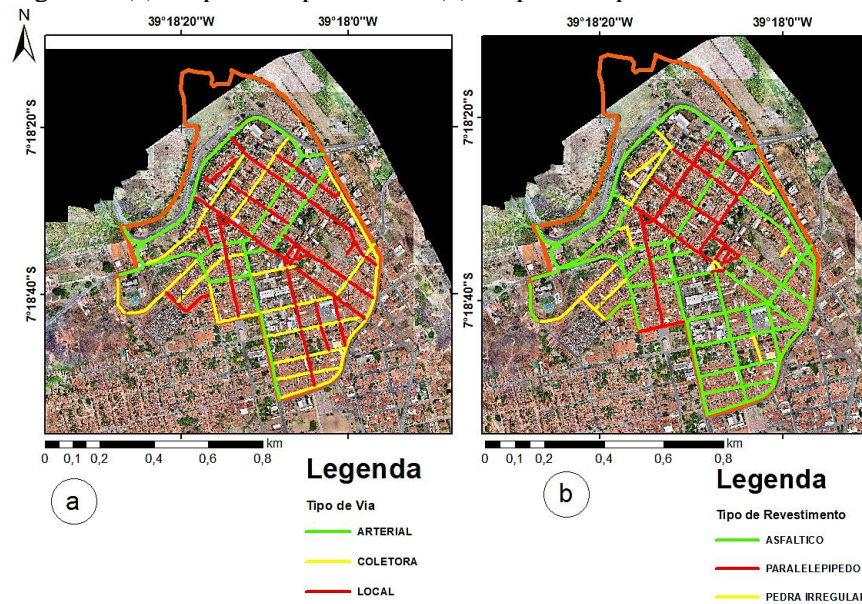 N
39°18'20"W 39°18'0"W
39°18'20"W 39°18'0"W
7°18'20"S
7°18'40"S
7°18'20"S
7°18'40"S
km
0 0,1 0,2 0,4 0,6 0,8
km
0 0,1 0,2 0,4 0,6 0,8
a
Legenda
Tipo de Via
ARTERIAL
COLETORA
LOCAL
b
Legenda
Tipo de Revestimento
ASFALTICO
PARALELEPIPEDO
PEDRA IRREGULAR